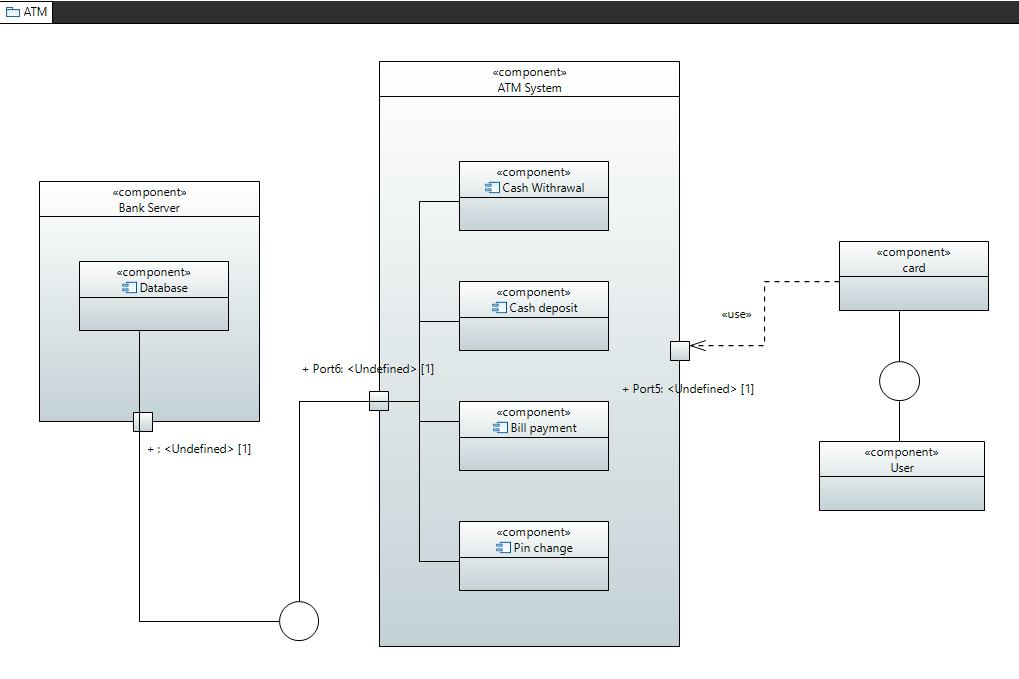 ATM
«component»
ATM System
«component»
Cash Withrawal
«component»
Bank Server
«component»
Database
«component»
card
«component»
Cash deposit
«use»
+ Port6: <Undefined> [1]
+ Port5: <Undefined> [1]
«component»
Bill payment
+ : <Undefined> [1]
«component»
User
«component»
Pin change